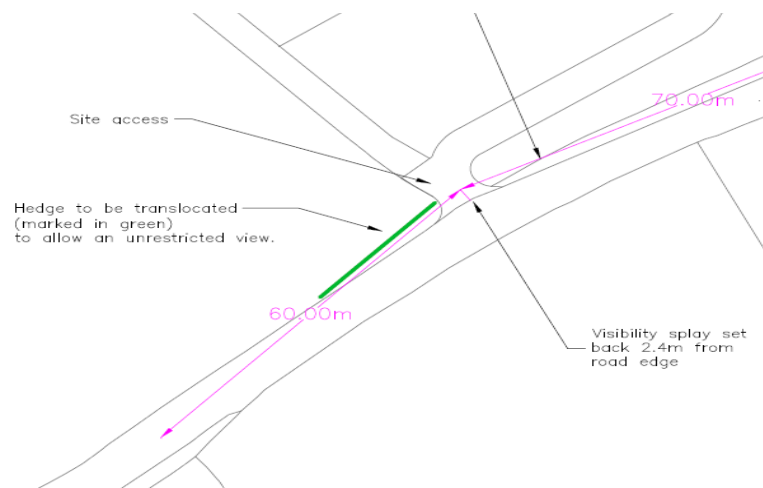 70.00m
Site access
Hedge to be translocated
(marked in green)
to allow an unrestricted view.
60.00m
Visibility splay set
back 2.4m from
road edge